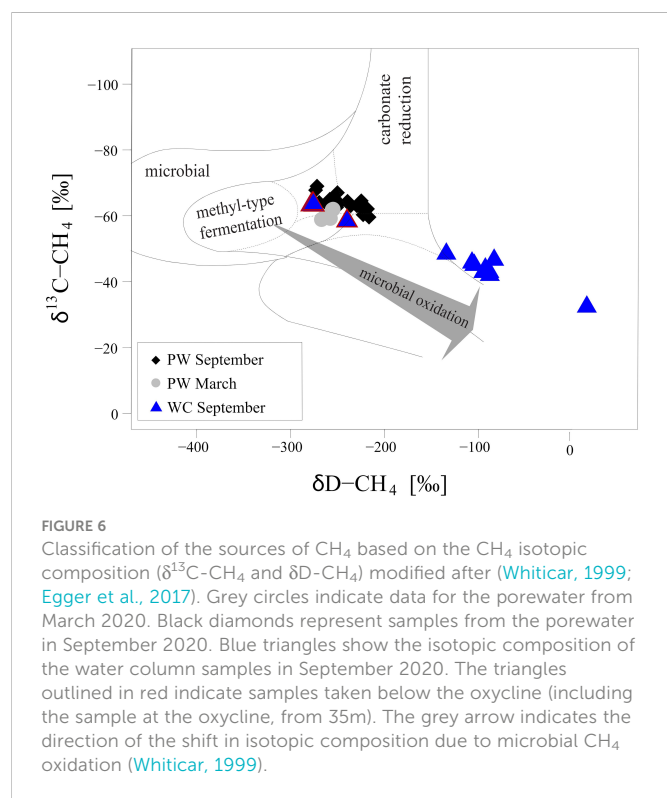 −100
−80
−60
−40
−20
0
δ¹³C−CH₄ [‰]
carbonate
reduction
microbial
methyl-type
fermentation
microbial oxidation
PW September
PW March
WC September
−400
−300
−200
−100
0
δD−CH₄ [‰]
FIGURE 6
Classification of the sources of CH₄ based on the CH₄ isotopic
composition (δ¹³C-CH₄ and δD-CH₄) modified after (Whiticar, 1999;
Egger et al., 2017). Grey circles indicate data for the porewater from
March 2020. Black diamonds represent samples from the porewater
in September 2020. Blue triangles show the isotopic composition of
the water column samples in September 2020. The triangles
outlined in red indicate samples taken below the oxycline (including
the sample at the oxycline, from 35m). The grey arrow indicates the
direction of the shift in isotopic composition due to microbial CH₄
oxidation (Whiticar, 1999).